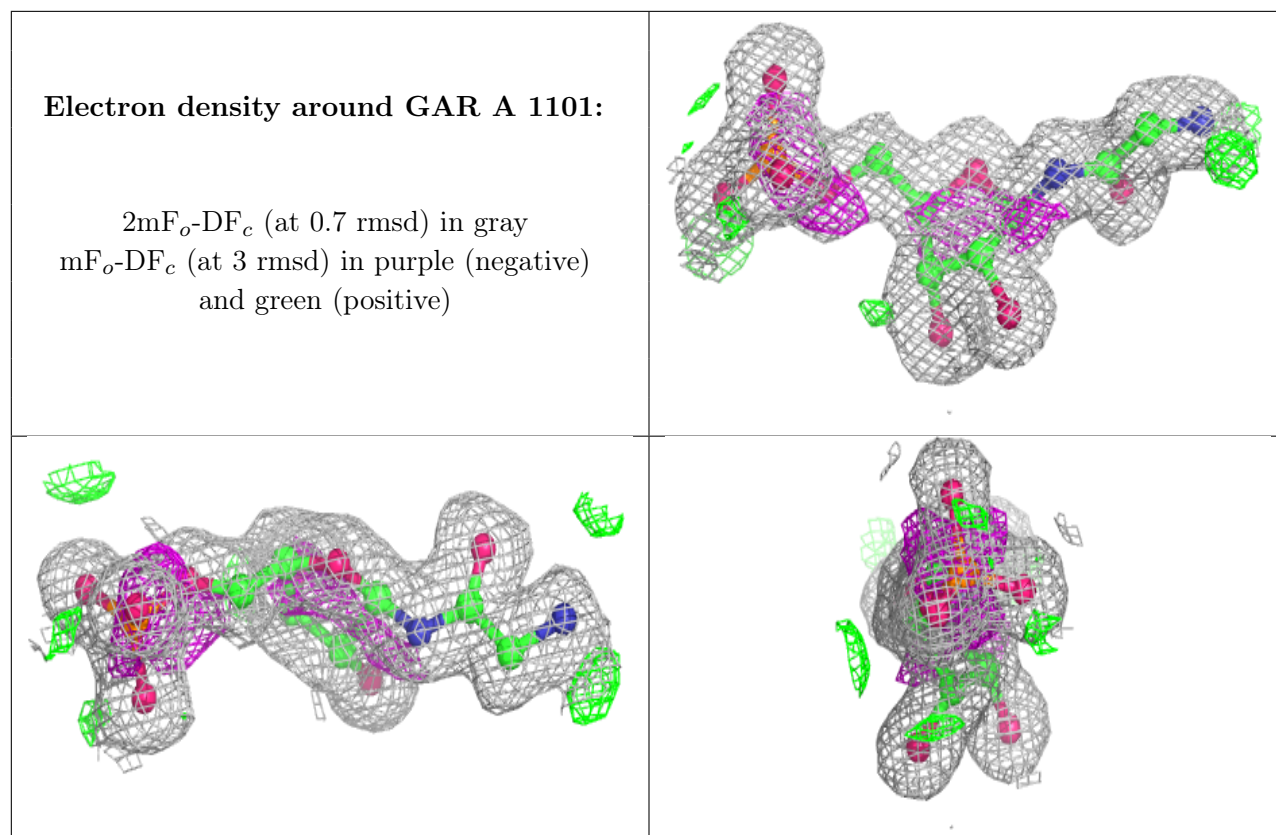 Electron density around GAR A 1101:
2mFₒ-DF𝒸 (at 0.7 rmsd) in gray
mFₒ-DF𝒸 (at 3 rmsd) in purple (negative)
and green (positive)